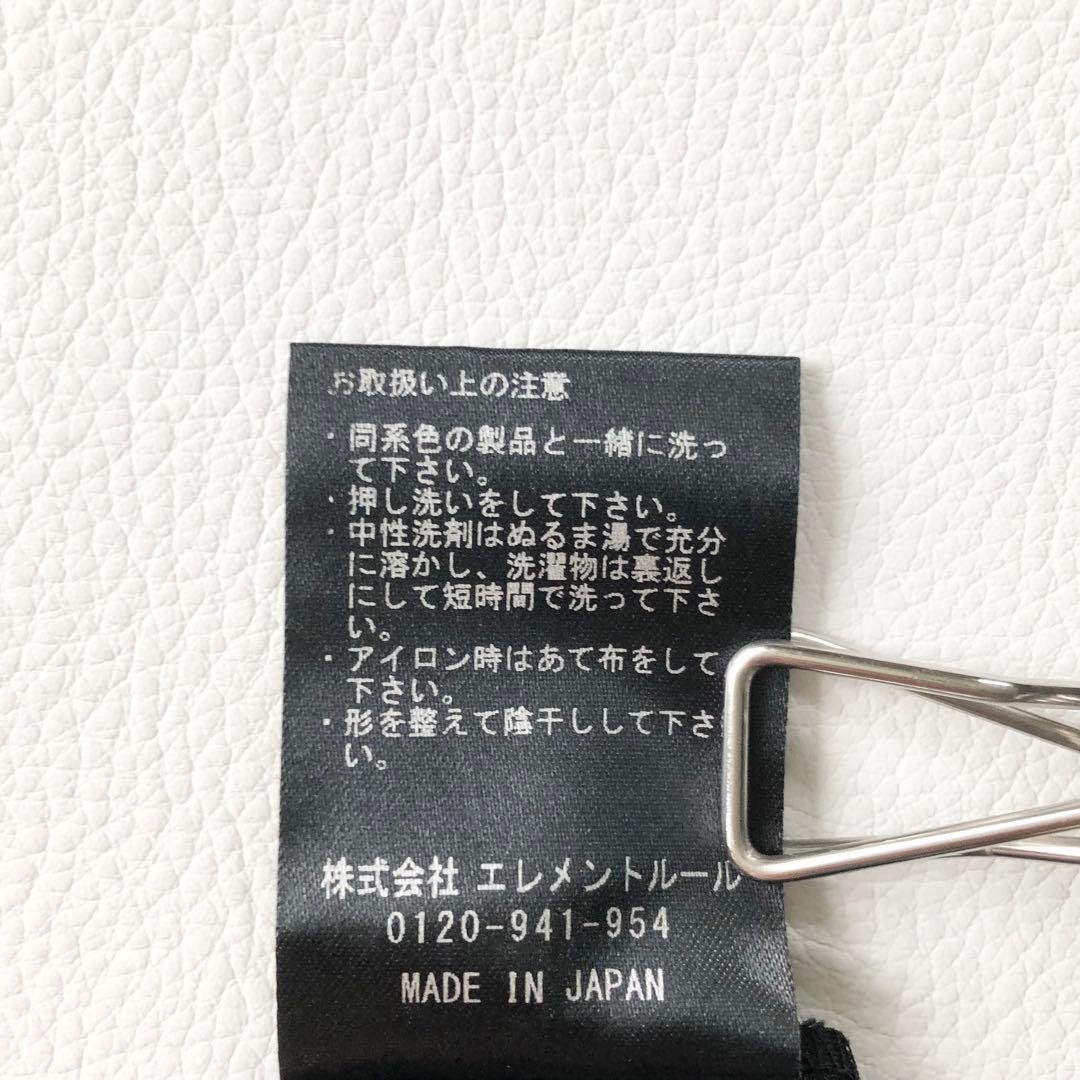 お取扱い上の注意
・同系色の製品と一緒に洗っ
て下さい。
・押し洗いをして下さい。
・中性洗剤はぬるま湯で充分
に溶かし、洗濯物は裏返し
にして短時間で洗って下さ
い。
・アイロン時はあて布をして
下さい。
・形を整えて陰干しして下さ
い。
株式会社 エレメントルール
0120-941-954
MADE IN JAPAN